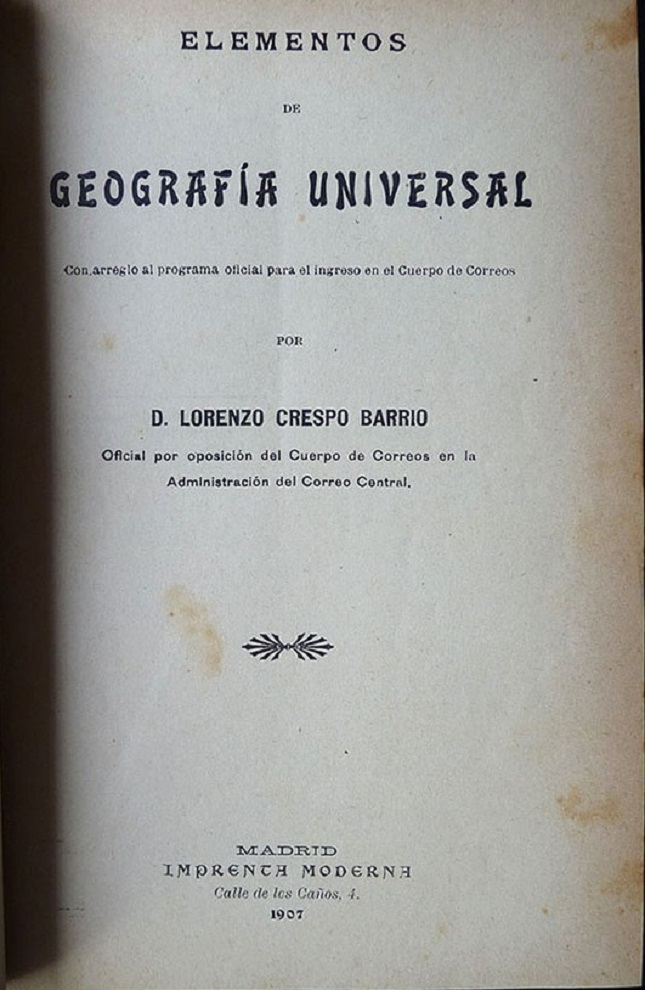 ELEMENTOS
DE
GEOGRAFÍA UNIVERSAL
Con arreglo al programa oficial para el ingreso en el Cuerpo de Correos
POR
D. LORENZO CRESPO BARRIO
Oficial por oposición del Cuerpo de Correos en la
Administración del Correo Central.
MADRID
IMPRENTA MODERNA
Calle de los Caños, 4.
1907